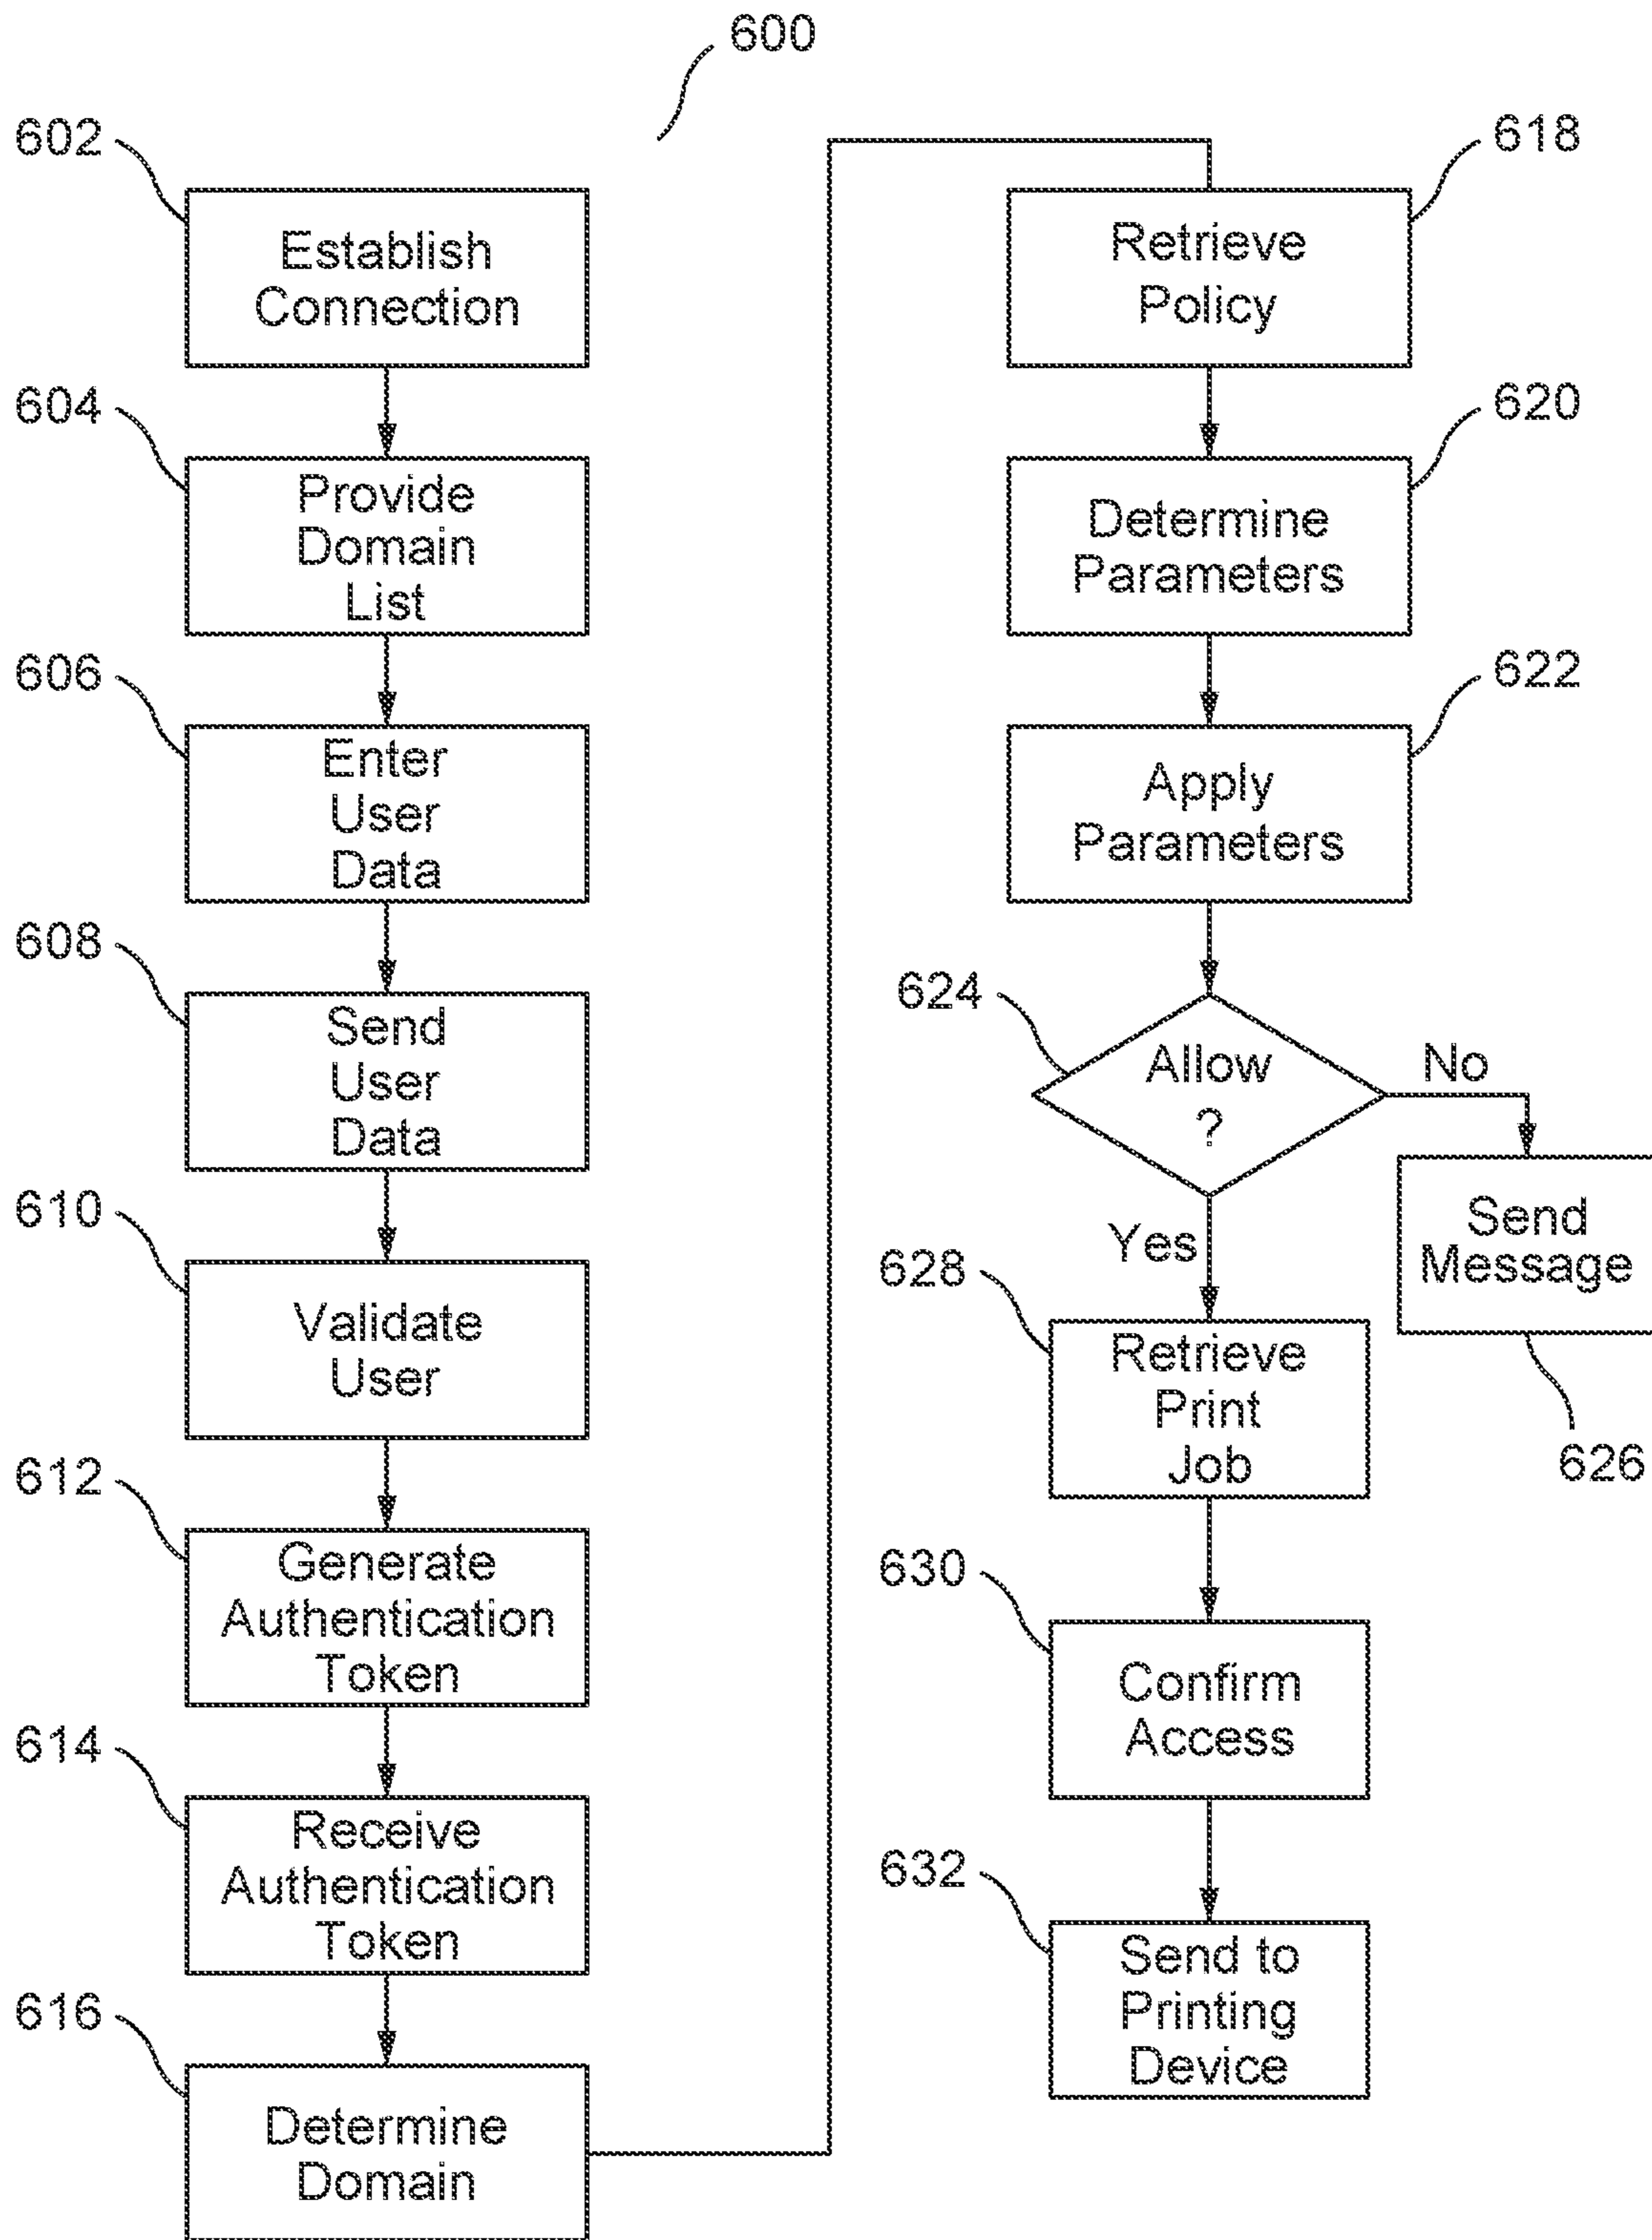 600
602
Establish
Connection
604
Provide
Domain
List
606
Enter
User
Data
608
Send
User
Data
610
Validate
User
612
Generate
Authentication
Token
614
Receive
Authentication
Token
616
Determine
Domain
618
Retrieve
Policy
620
Determine
Parameters
622
Apply
Parameters
624
Allow
?
No
Send
Message
626
Yes
628
Retrieve
Print
Job
630
Confirm
Access
632
Send to
Printing
Device